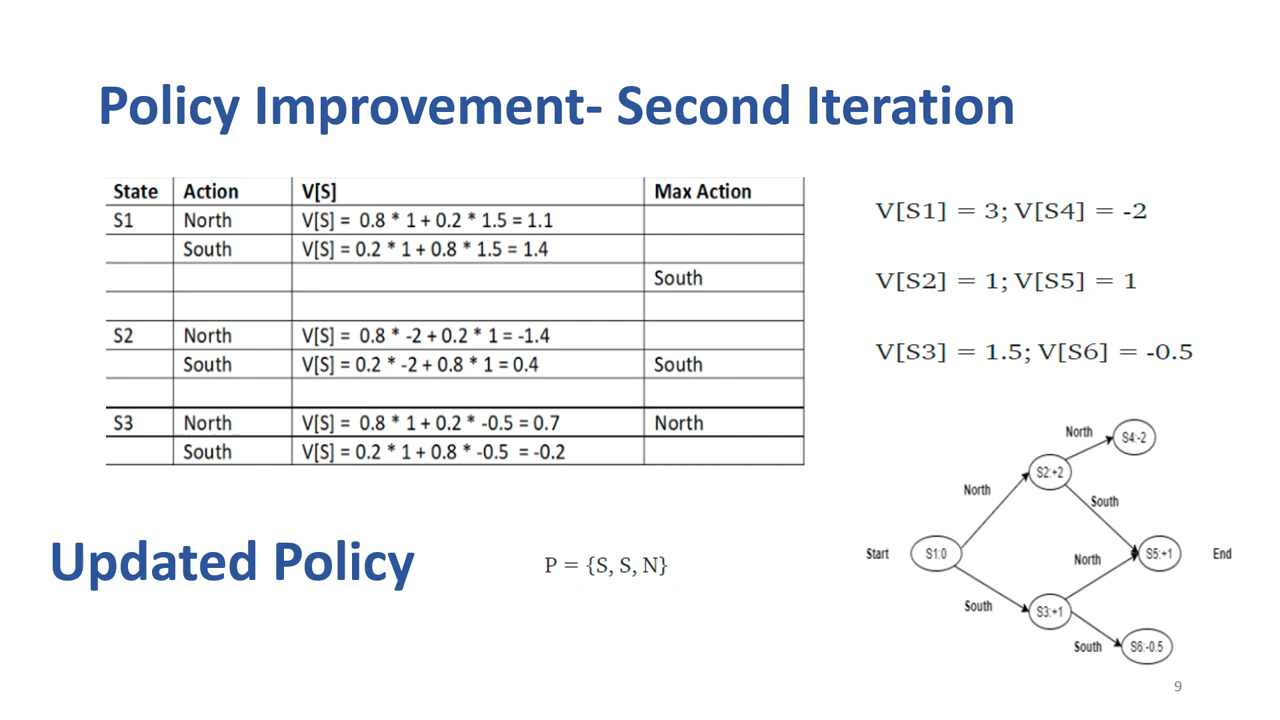 Policy Improvement- Second Iteration
State Action V[S] Max Action
S1 North V[S] = 0.8 * 1 + 0.2 * 1.5 = 1.1
South V[S] = 0.2 * 1 + 0.8 * 1.5 = 1.4
South
S2 North V[S] = 0.8 * -2 + 0.2 * 1 = -1.4
South V[S] = 0.2 * -2 + 0.8 * 1 = 0.4 South
S3 North V[S] = 0.8 * 1 + 0.2 * -0.5 = 0.7 North
South V[S] = 0.2 * 1 + 0.8 * -0.5 = -0.2
V[S1] = 3; V[S4] = -2
V[S2] = 1; V[S5] = 1
V[S3] = 1.5; V[S6] = -0.5
North
S4:-2
S2:+2
North
South
Start
S1:0
North
S5:+1
End
South
S3:+1
South
S6:-0.5
Updated Policy
P = {S, S, N}
9